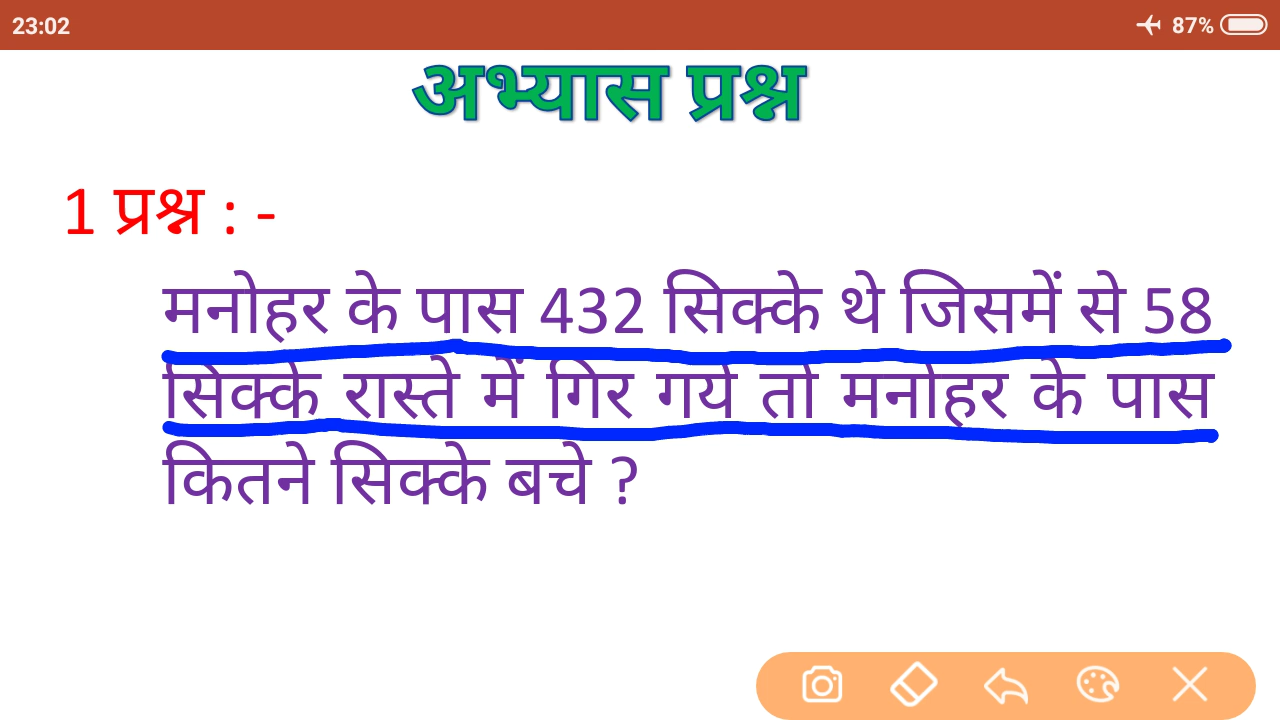 23:02
87%
अभ्यास प्रश्न
1 प्रश्न : -
मनोहर के पास 432 सिक्के थे जिसमें से 58
सिक्के रास्ते में गिर गये तो मनोहर के पास
कितने सिक्के बचे ?